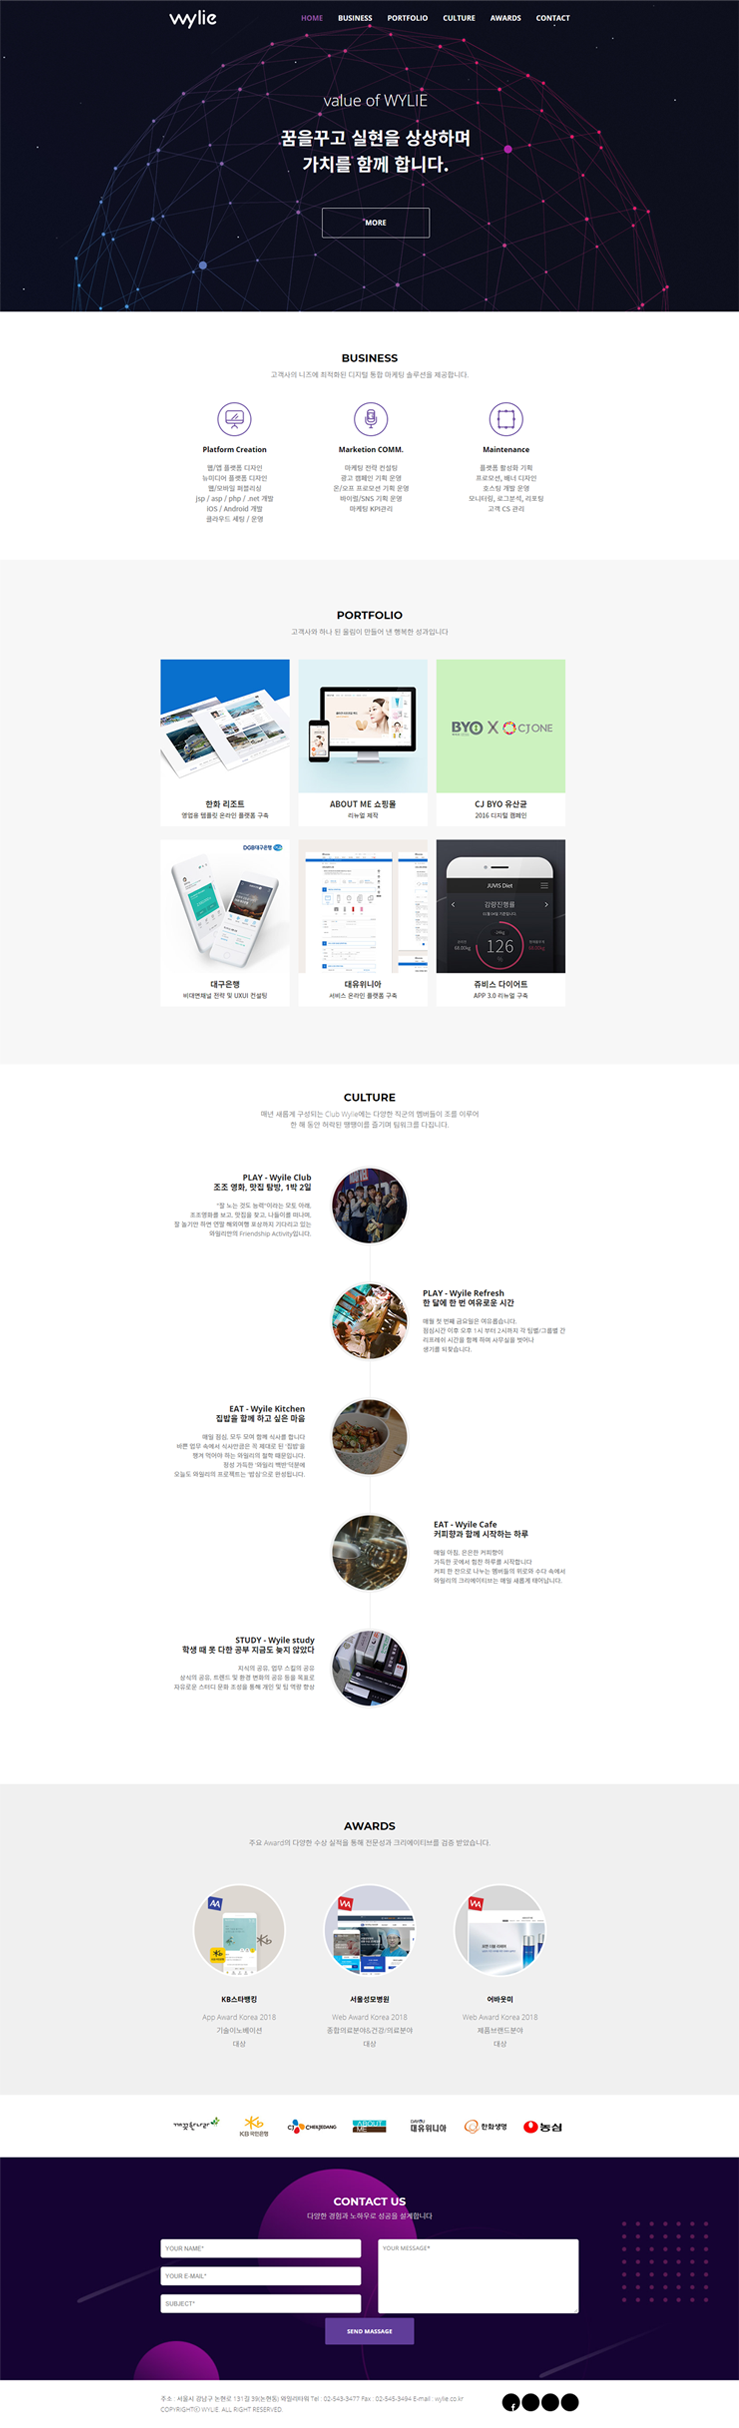 wylie
HOME BUSINESS PORTFOLIO CULTURE AWARDS CONTACT
value of WYLIE
꿈을꾸고 실현을 상상하며
가치를 함께 합니다.
MORE
BUSINESS
고객사의 니즈에 최적화된 디지털 통합 마케팅 솔루션을 제공합니다.
Platform Creation
웹/앱 플랫폼 디자인
뉴미디어 플랫폼 디자인
웹/모바일 퍼블리싱
jsp / asp / php / .net 개발
iOS / Android 개발
클라우드 세팅 / 운영
Marketion COMM.
마케팅 전략 컨설팅
광고 캠페인 기획 운영
온/오프 프로모션 기획 운영
바이럴/SNS 기획 운영
마케팅 KPI관리
Maintenance
플랫폼 활성화 기획
프로모션, 배너 디자인
호스팅 개발 운영
모니터링, 로그분석, 리포팅
고객 CS 관리
PORTFOLIO
고객사와 하나 된 울림이 만들어 낸 행복한 성과입니다
한화 리조트
영업용 템플릿 온라인 플랫폼 구축
ABOUT ME 쇼핑몰
리뉴얼 제작
BYO X CJ ONE
CJ BYO 유산균
2016 디지털 캠페인
DGB대구은행
대구은행
비대면채널 전략 및 UXUI 컨설팅
대유위니아
서비스 온라인 플랫폼 구축
JUVIS Diet
감량진행률
126
쥬비스 다이어트
APP 3.0 리뉴얼 구축
CULTURE
매년 새롭게 구성되는 Club Wylie에는 다양한 직군의 멤버들이 조를 이루어
한 해 동안 허락된 땡땡이를 즐기며 팀워크를 다집니다.
PLAY - Wyile Club
조조 영화, 맛집 탐방, 1박 2일
"잘 노는 것도 능력"이라는 모토 아래,
조조영화를 보고, 맛집을 찾고, 나들이를 떠나며,
잘 놀기만 하면 연말 해외여행 포상까지 기다리고 있는
와일리만의 Friendship Activity입니다.
PLAY - Wyile Refresh
한 달에 한 번 여유로운 시간
매월 첫 번째 금요일은 여유롭습니다.
점심시간 이후 오후 1시 부터 2시까지 각 팀별/그룹별 간
리프레쉬 시간을 함께 하며 사무실을 벗어나
생기를 되찾습니다.
EAT - Wyile Kitchen
집밥을 함께 하고 싶은 마음
매일 점심, 모두 모여 함께 식사를 합니다
바쁜 업무 속에서 식사만큼은 꼭 제대로 된 '집밥'을
챙겨 먹어야 하는 와일리의 철학 때문입니다.
정성 가득한 '와일리 백반'덕분에
오늘도 와일리의 프로젝트는 '밥심'으로 완성됩니다.
EAT - Wyile Cafe
커피향과 함께 시작하는 하루
매일 아침, 은은한 커피향이
가득한 곳에서 힘찬 하루를 시작합니다
커피 한 잔으로 나누는 멤버들의 위로와 수다 속에서
와일리의 크리에이티브는 매일 새롭게 태어납니다.
STUDY - Wyile study
학생 때 못 다한 공부 지금도 늦지 않았다
지식의 공유, 업무 스킬의 공유
상식의 공유, 트렌드 및 환경 변화의 공유 등을 목표로
자유로운 스터디 문화 조성을 통해 개인 및 팀 역량 향상
AWARDS
주요 Award의 다양한 수상 실적을 통해 전문성과 크리에이티브를 검증 받았습니다.
KB스타뱅킹
App Award Korea 2018
기술이노베이션
대상
서울성모병원
Web Award Korea 2018
종합의료분야&건강/의료분야
대상
어바웃미
Web Award Korea 2018
제품브랜드분야
대상
깨끗한나라
KB 국민은행
CJ CHEILJEDANG
ABOUT ME
DAYOU 대유위니아
한화생명
농심
CONTACT US
다양한 경험과 노하우로 성공을 설계합니다
YOUR NAME*
YOUR E-MAIL*
SUBJECT*
YOUR MESSAGE*
SEND MASSAGE
주소 : 서울시 강남구 논현로 131길 39(논현동) 와일리타워 Tel : 02-543-3477 Fax : 02-545-3494 E-mail : wylie.co.kr
COPYRIGHTⓒ WYLIE. ALL RIGHT RESERVED.